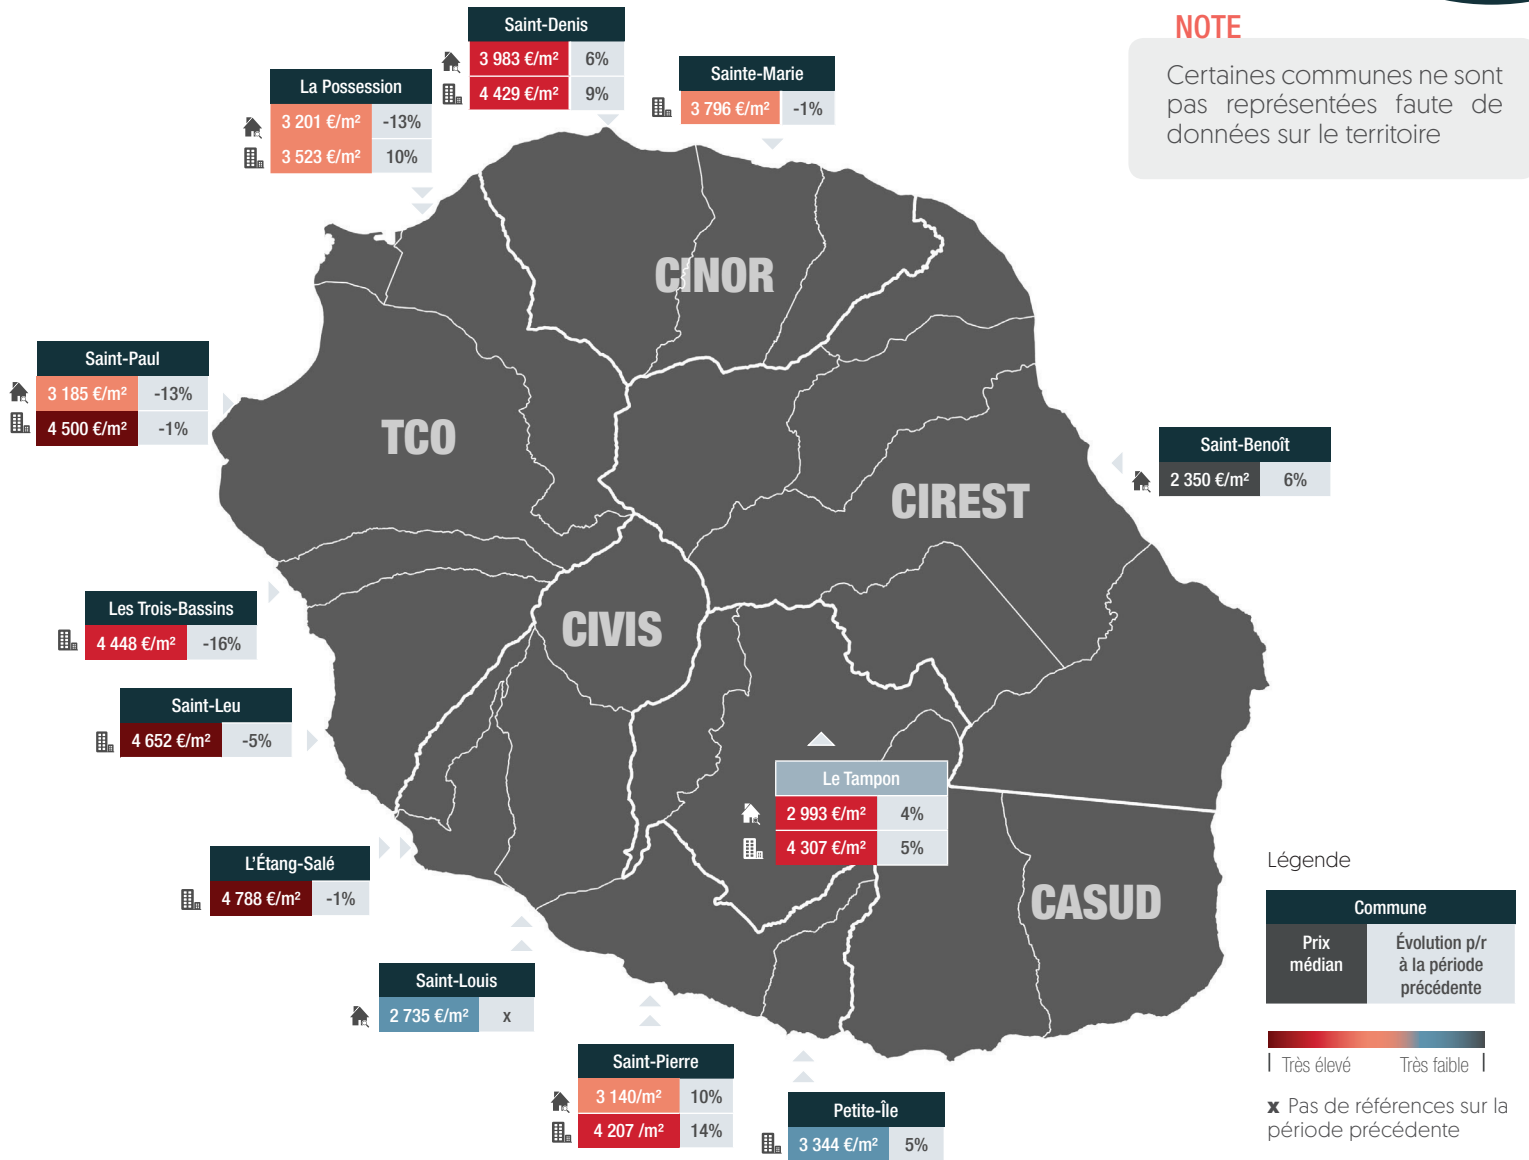 NOTE
Certaines communes ne sont
pas représentées faute de
données sur le territoire
Saint-Denis
3 983 €/m² 6%
4 429 €/m² 9%
Sainte-Marie
3 796 €/m² -1%
La Possession
3 201 €/m² -13%
3 523 €/m² 10%
CINOR
Saint-Paul
3 185 €/m² -13%
4 500 €/m² -1%
TCO
Saint-Benoît
2 350 €/m² 6%
CIREST
Les Trois-Bassins
4 448 €/m² -16%
CIVIS
Saint-Leu
4 652 €/m² -5%
Le Tampon
2 993 €/m² 4%
4 307 €/m² 5%
L'Étang-Salé
4 788 €/m² -1%
CASUD
Saint-Louis
2 735 €/m² x
Saint-Pierre
3 140/m² 10%
4 207 /m² 14%
Petite-Île
3 344 €/m² 5%
Légende
Commune
Prix
médian
Évolution p/r
à la période
précédente
Très élevé Très faible
x Pas de références sur la
période précédente